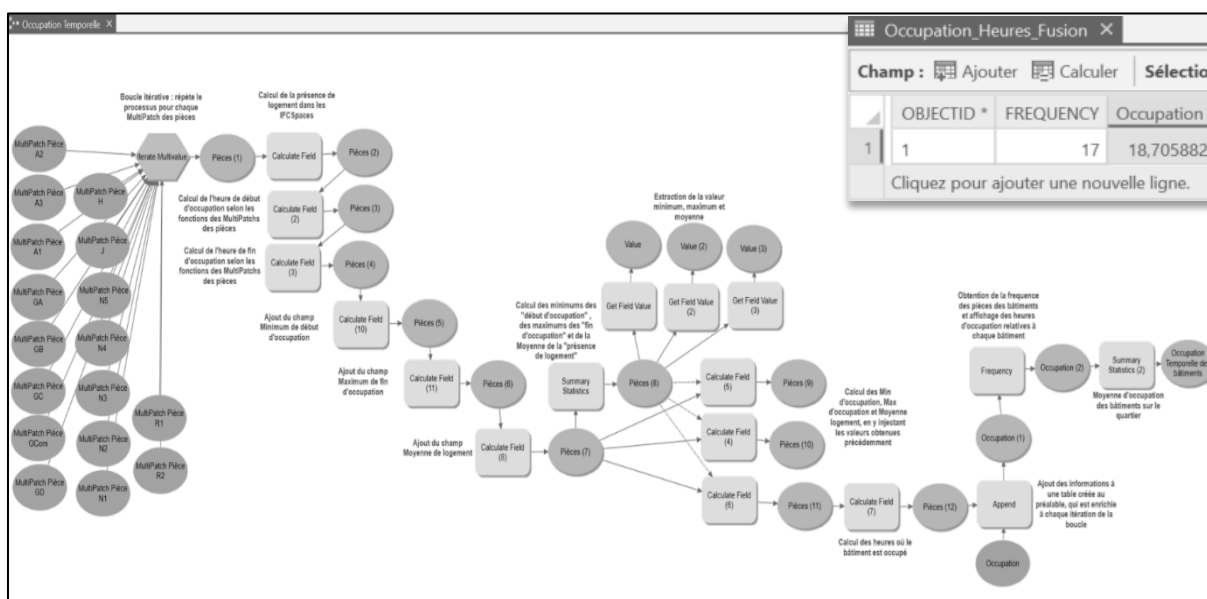 Occupation Temporelle X
Occupation_Heures_Fusion X
Champ : Ajouter Calculer Sélectio
OBJECTID * FREQUENCY Occupation
1 1 17 18,705882
Cliquez pour ajouter une nouvelle ligne.
Boucle itérative : répète le
processus pour chaque
MultiPatch des pièces
Calcul de la présence de
logement dans les
IFCSpaces
MultiPatch Pièce
A2
Iterate Multivalue
Pièces (1)
Calculate Field
Pièces (2)
MultiPatch Pièce
A3
MultiPatch Pièce
H
Calcul de l'heure de début
d'occupation selon les
fonctions des MultiPatchs
des pièces
Calculate Field
(2)
Pièces (3)
MultiPatch Pièce
A1
MultiPatch Pièce
J
Calcul de l'heure de fin
d'occupation selon les
fonctions des MultiPatchs
des pièces
Calculate Field
(3)
Pièces (4)
MultiPatch Pièce
GA
MultiPatch Pièce
N5
Ajout du champ
Minimum de début
d'occupation
Calculate Field
(10)
Pièces (5)
MultiPatch Pièce
GB
MultiPatch Pièce
N4
Ajout du champ
Maximum de fin
d'occupation
Calculate Field
(11)
Pièces (6)
MultiPatch Pièce
GC
MultiPatch Pièce
N3
MultiPatch Pièce
R1
Ajout du champ
Moyenne de logement
Calculate Field
(8)
Pièces (7)
MultiPatch Pièce
GCom
MultiPatch Pièce
N2
MultiPatch Pièce
R2
MultiPatch Pièce
GD
MultiPatch Pièce
N1
Extraction de la valeur
minimum, maximum et
moyenne
Value
Value (2)
Value (3)
Get Field Value
Get Field Value
(2)
Get Field Value
(3)
Calcul des minimums des
"début d'occupation" ,
des maximums des "fin
d'occupation" et de la
Moyenne de la "présence
de logement"
Summary
Statistics
Pièces (8)
Calculate Field
(5)
Pièces (9)
Calculate Field
(4)
Pièces (10)
Calcul des Min
d'occupation, Max
d'occupation et Moyenne
logement, en y injectant
les valeurs obtenues
précédemment
Calculate Field
(6)
Pièces (11)
Calculate Field
(7)
Pièces (12)
Calcul des heures où le
bâtiment est occupé
Obtention de la frequence
des pièces des bâtiments
et affichage des heures
d'occupation relatives à
chaque bâtiment
Frequency
Occupation (2)
Summary
Statistics (2)
Occupation
Temporelle des
bâtiments
Moyenne d'occupation
des bâtiments sur le
quartier
Occupation (1)
Append
Ajout des informations à
une table créée au
préalable, qui est enrichie
à chaque itération de la
boucle
Occupation